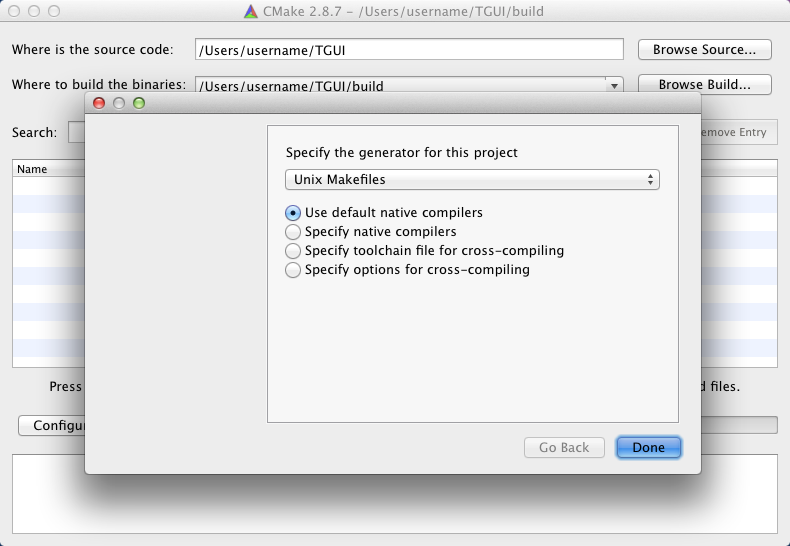 CMake 2.8.7 – /Users/username/TGUI/build
Where is the source code: /Users/username/TGUI Browse Source...
Where to build the binaries: /Users/username/TGUI/build Browse Build...
Search: emove Entry
Name
Specify the generator for this project
Unix Makefiles
Use default native compilers
Specify native compilers
Specify toolchain file for cross-compiling
Specify options for cross-compiling
Press d files.
Configu
Go Back Done